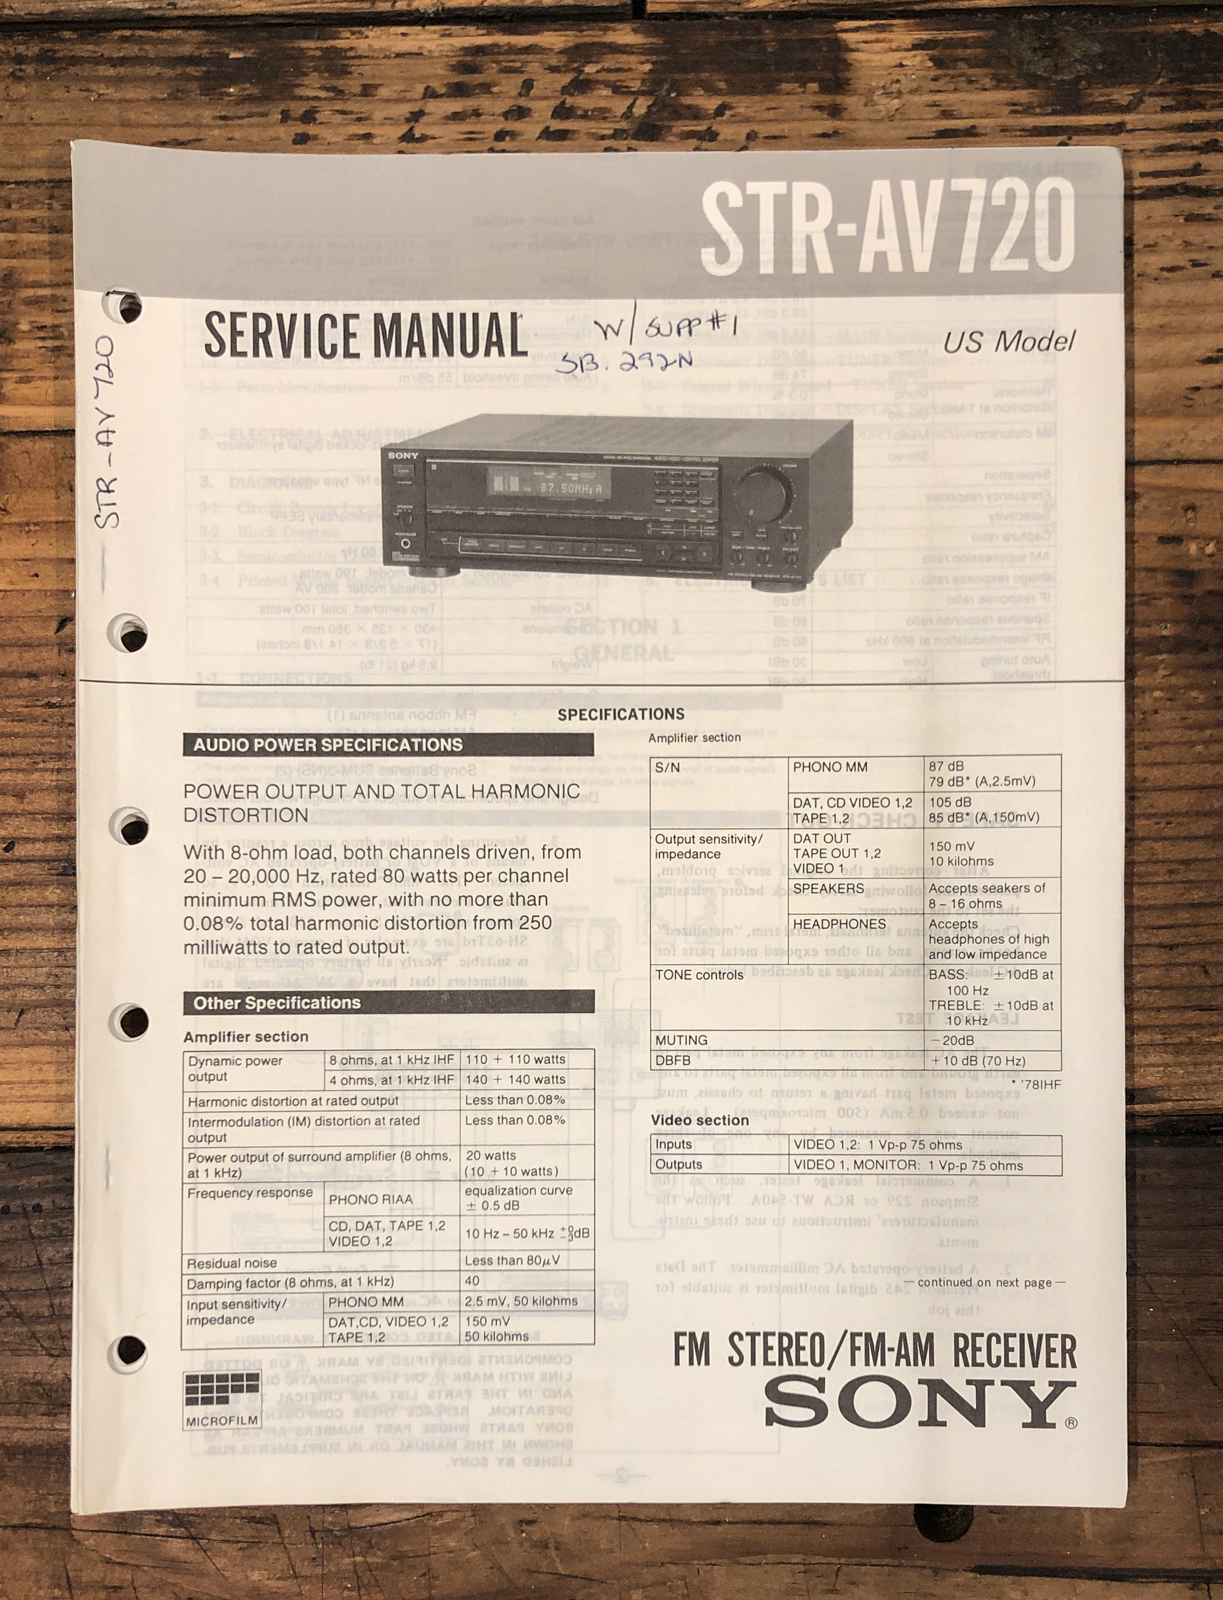 STR-AV720
SERVICE MANUAL
W/ SUPP #1
SB. 292N
US Model
STR-AV 720
SONY
87.50MHz A
SPECIFICATIONS
AUDIO POWER SPECIFICATIONS
POWER OUTPUT AND TOTAL HARMONIC
DISTORTION
With 8-ohm load, both channels driven, from
20 – 20,000 Hz, rated 80 watts per channel
minimum RMS power, with no more than
0.08% total harmonic distortion from 250
milliwatts to rated output.
Other Specifications
Amplifier section
Dynamic power output | 8 ohms, at 1 kHz IHF | 110 + 110 watts
4 ohms, at 1 kHz IHF | 140 + 140 watts
Harmonic distortion at rated output | Less than 0.08%
Intermodulation (IM) distortion at rated output | Less than 0.08%
Power output of surround amplifier (8 ohms, at 1 kHz) | 20 watts (10 + 10 watts)
Frequency response | PHONO RIAA | equalization curve ± 0.5 dB
CD, DAT, TAPE 1,2 VIDEO 1,2 | 10 Hz – 50 kHz +0 −3 dB
Residual noise | Less than 80μV
Damping factor (8 ohms, at 1 kHz) | 40
Input sensitivity/ impedance | PHONO MM | 2.5 mV, 50 kilohms
DAT,CD, VIDEO 1,2 TAPE 1,2 | 150 mV 50 kilohms
MICROFILM
Amplifier section
S/N | PHONO MM | 87 dB 79 dB* (A,2.5mV)
DAT, CD VIDEO 1,2 TAPE 1,2 | 105 dB 85 dB* (A,150mV)
Output sensitivity/ impedance | DAT OUT TAPE OUT 1,2 VIDEO 1 | 150 mV 10 kilohms
SPEAKERS | Accepts seakers of 8 – 16 ohms
HEADPHONES | Accepts headphones of high and low impedance
TONE controls | BASS: ±10dB at 100 Hz TREBLE: ±10dB at 10 kHz
MUTING | −20dB
DBFB | +10 dB (70 Hz)
* '78IHF
Video section
Inputs | VIDEO 1,2: 1 Vp-p 75 ohms
Outputs | VIDEO 1, MONITOR: 1 Vp-p 75 ohms
— continued on next page —
FM STEREO/FM-AM RECEIVER
SONY®